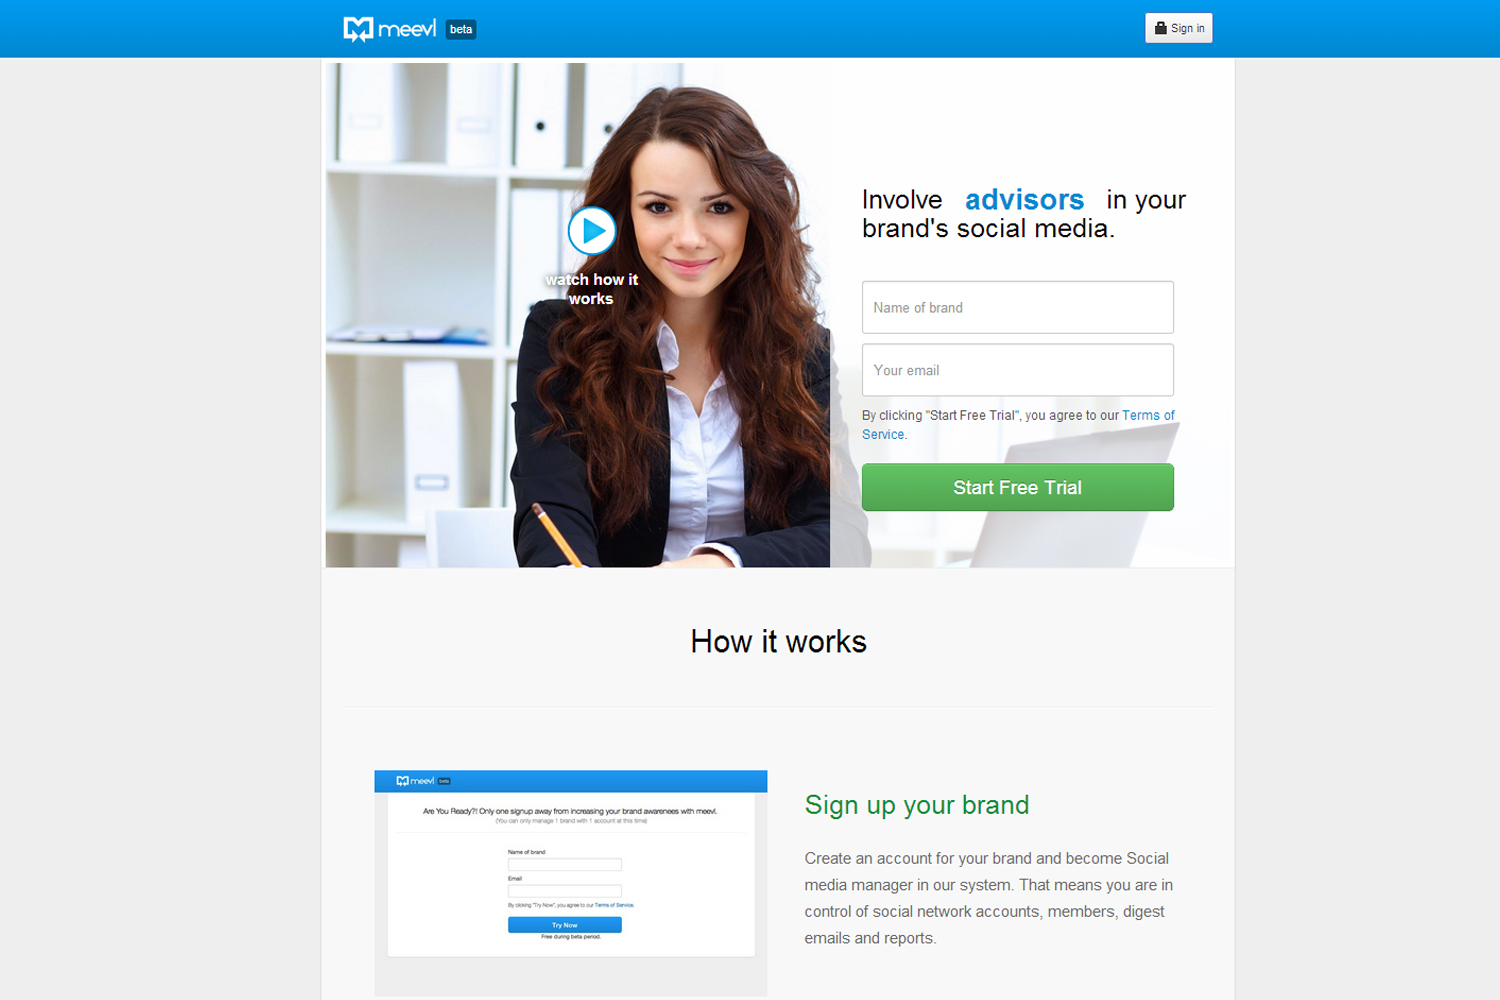 meevl beta
Sign in
watch how it
works
Involve advisors in your
brand's social media.
Name of brand
Your email
By clicking "Start Free Trial", you agree to our Terms of
Service.
Start Free Trial
How it works
meevl beta
Are You Ready?! Only one signup away from increasing your brand awarenees with meevl.
(You can only manage 1 brand with 1 account at this time)
Name of brand
Email
By clicking "Try Now", you agree to our Terms of Service.
Try Now
Free during beta period.
Sign up your brand
Create an account for your brand and become Social
media manager in our system. That means you are in
control of social network accounts, members, digest
emails and reports.